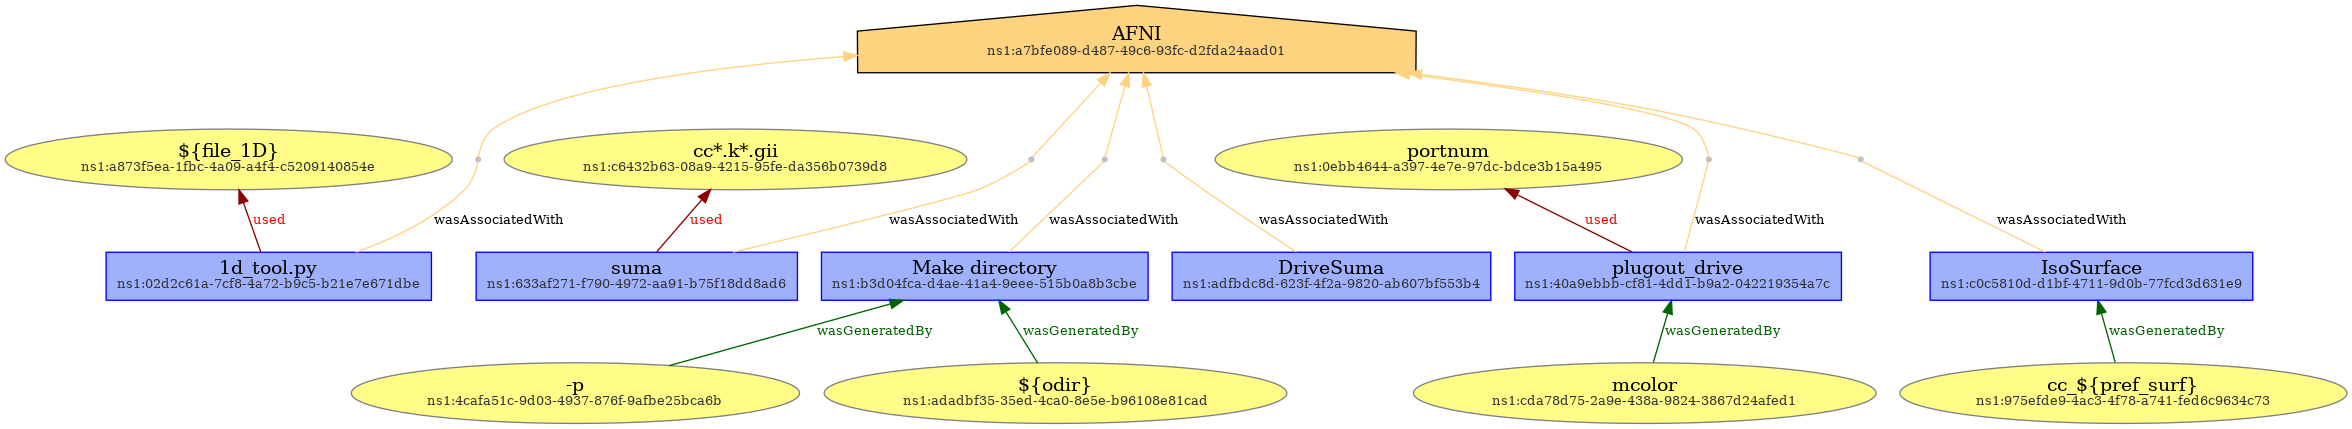 AFNI
ns1:a7bfe089-d487-49c6-93fc-d2fda24aad01
${file_1D}
ns1:a873f5ea-1fbc-4a09-a4f4-c5209140854e
cc*.k*.gii
ns1:c6432b63-08a9-4215-95fe-da356b0739d8
portnum
ns1:0ebb4644-a397-4e7e-97dc-bdce3b15a495
used
wasAssociatedWith
used
wasAssociatedWith
wasAssociatedWith
wasAssociatedWith
used
wasAssociatedWith
wasAssociatedWith
1d_tool.py
ns1:02d2c61a-7cf8-4a72-b9c5-b21e7e671dbe
suma
ns1:633af271-f790-4972-aa91-b75f18dd8ad6
Make directory
ns1:b3d04fca-d4ae-41a4-9eee-515b0a8b3cbe
DriveSuma
ns1:adfbdc8d-623f-4f2a-9820-ab607bf553b4
plugout_drive
ns1:40a9ebbb-cf81-4dd1-b9a2-042219354a7c
IsoSurface
ns1:c0c5810d-d1bf-4711-9d0b-77fcd3d631e9
wasGeneratedBy
wasGeneratedBy
wasGeneratedBy
wasGeneratedBy
-p
ns1:4cafa51c-9d03-4937-876f-9afbe25bca6b
${odir}
ns1:adadbf35-35ed-4ca0-8e5e-b96108e81cad
mcolor
ns1:cda78d75-2a9e-438a-9824-3867d24afed1
cc_${pref_surf}
ns1:975efde9-4ac3-4f78-a741-fed6c9634c73